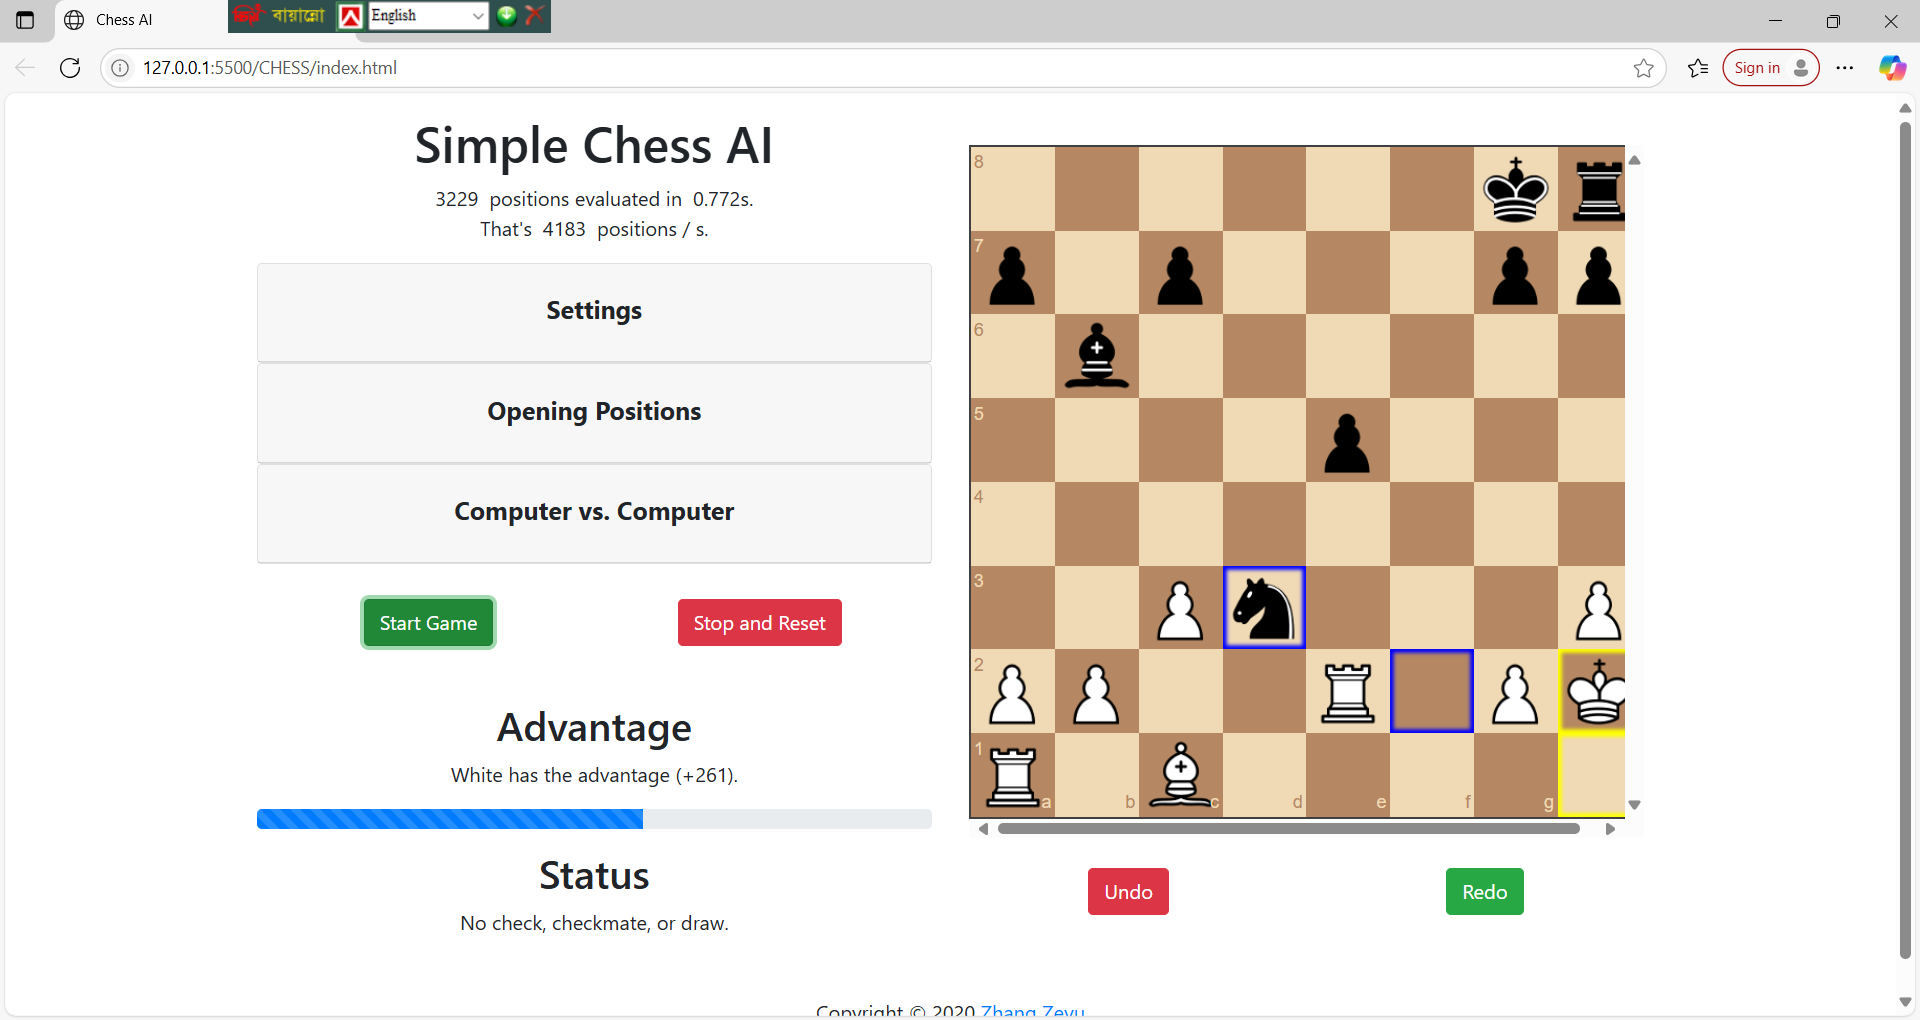 Chess AI
বায়ান্নো
English
127.0.0.1:5500/CHESS/index.html
Sign in
Simple Chess AI
3229 positions evaluated in 0.772s.
That's 4183 positions / s.
Settings
Opening Positions
Computer vs. Computer
Start Game
Stop and Reset
Advantage
White has the advantage (+261).
Status
No check, checkmate, or draw.
8
7
6
5
4
3
2
1
a b c d e f g
Undo
Redo
Copyright © 2020 Zhang Zeyu